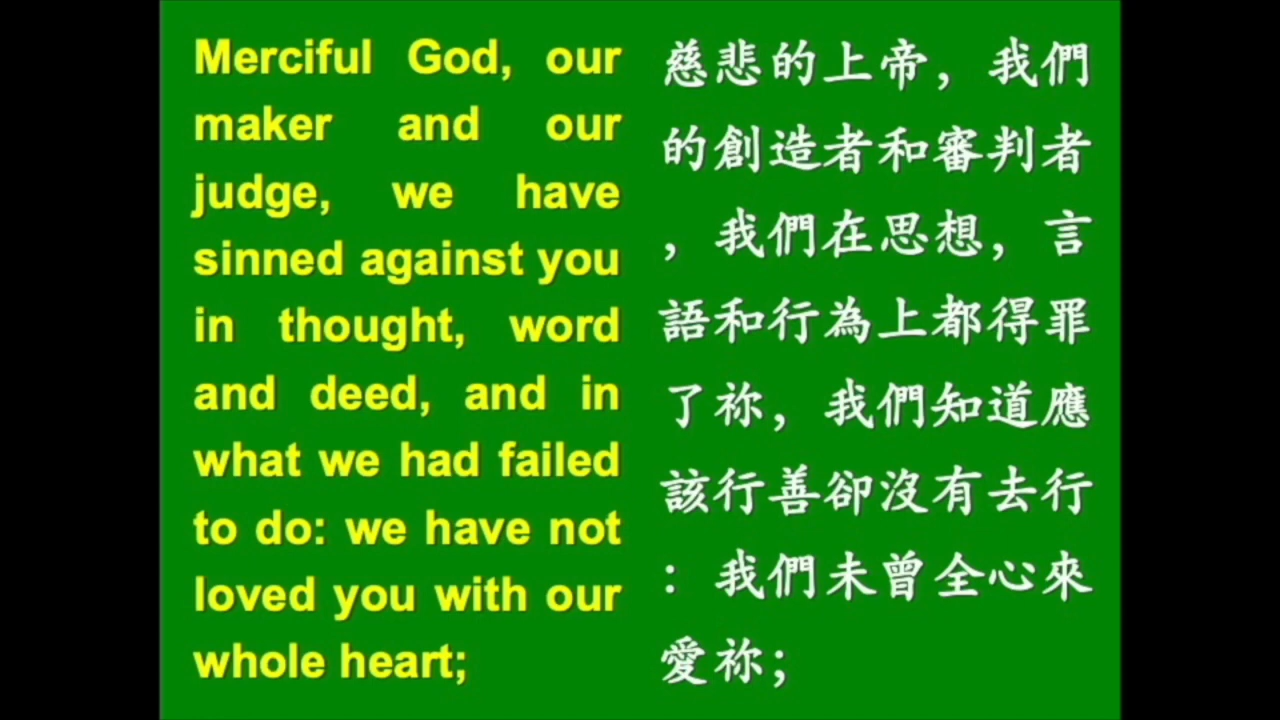 Merciful God, our
maker and our
judge, we have
sinned against you
in thought, word
and deed, and in
what we had failed
to do: we have not
loved you with our
whole heart;
慈悲的上帝，我們
的創造者和審判者
，我們在思想，言
語和行為上都得罪
了祢，我們知道應
該行善卻沒有去行
：我們未曾全心來
愛祢；